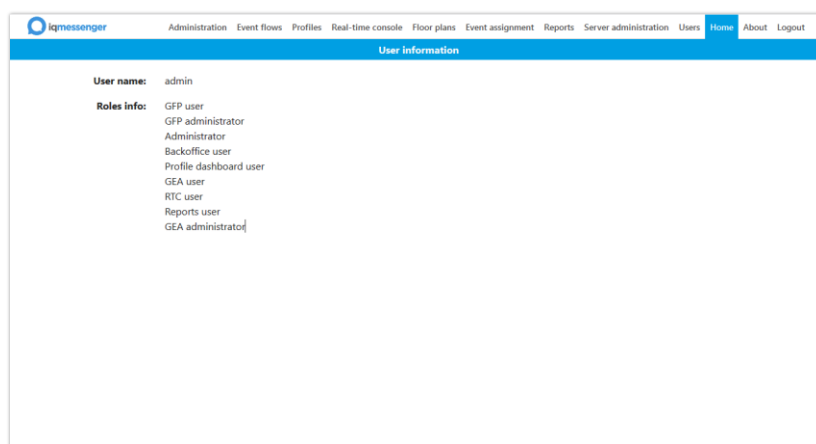 iqmessenger
Administration Event flows Profiles Real-time console Floor plans Event assignment Reports Server administration Users Home About Logout
User information
User name: admin
Roles info: GFP user
GFP administrator
Administrator
Backoffice user
Profile dashboard user
GEA user
RTC user
Reports user
GEA administrator